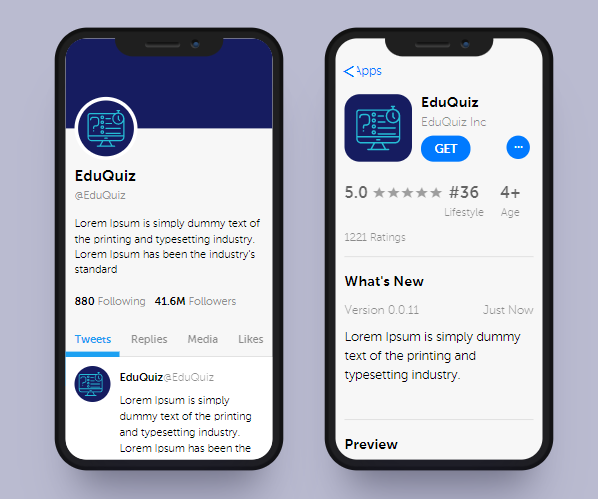 EduQuiz
@EduQuiz
Lorem Ipsum is simply dummy text of
the printing and typesetting industry.
Lorem Ipsum has been the industry's
standard
880 Following 41.6M Followers
Tweets Replies Media Likes
EduQuiz@EduQuiz
Lorem Ipsum is simply
dummy text of the printing
and typesetting industry.
Lorem Ipsum has been the
Apps
EduQuiz
EduQuiz Inc
GET
5.0 ★★★★★ #36 4+
Lifestyle Age
1221 Ratings
What's New
Version 0.0.11 Just Now
Lorem Ipsum is simply dummy
text of the printing and
typesetting industry.
Preview